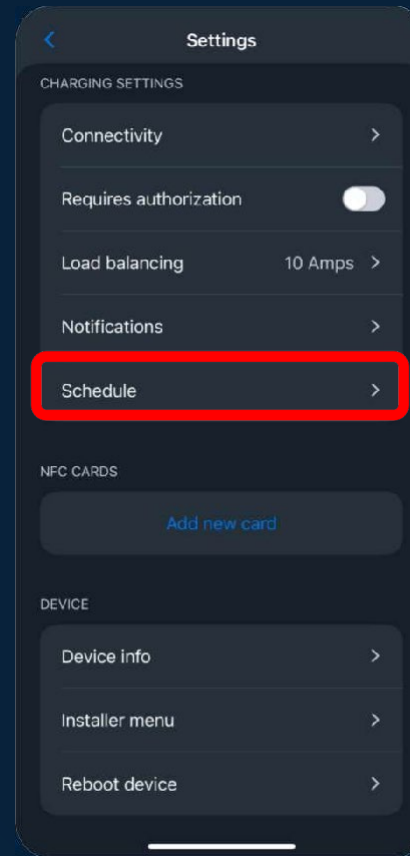 Settings
CHARGING SETTINGS
Connectivity
Requires authorization
Load balancing 10 Amps
Notifications
Schedule
NFC CARDS
Add new card
DEVICE
Device info
Installer menu
Reboot device